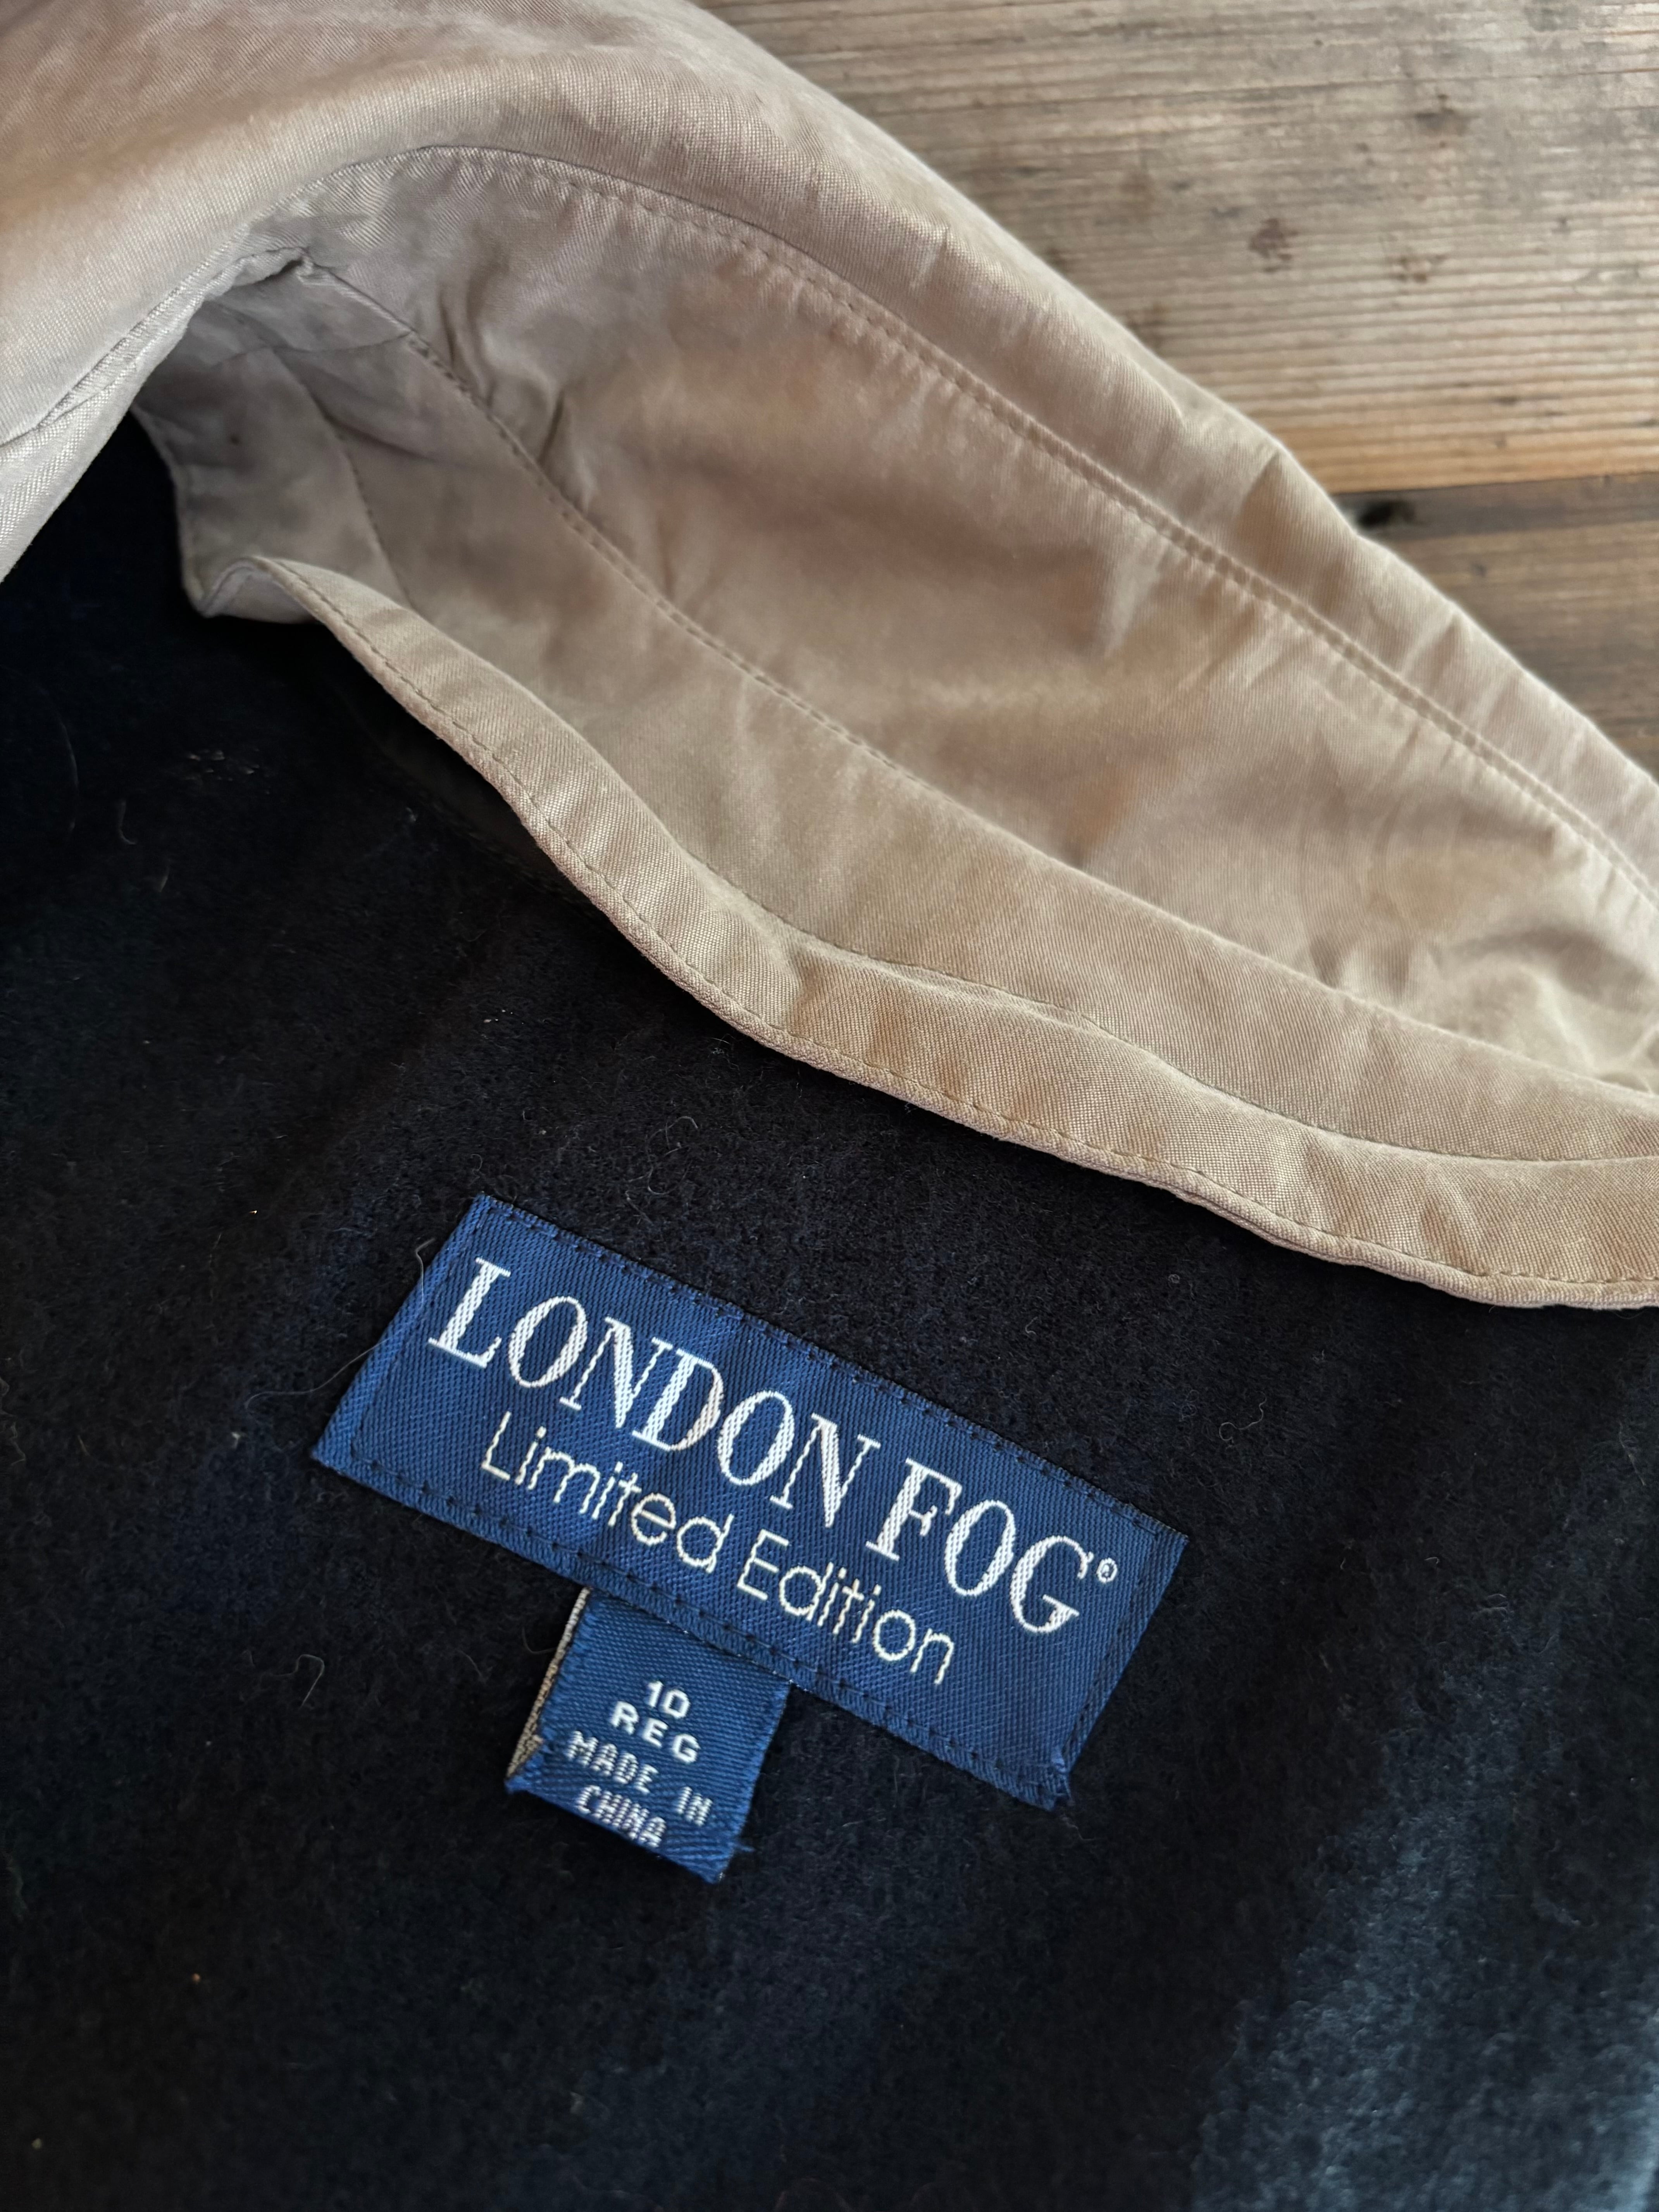 LONDON FOG®
Limited Edition
10
REG
MADE IN
CHINA